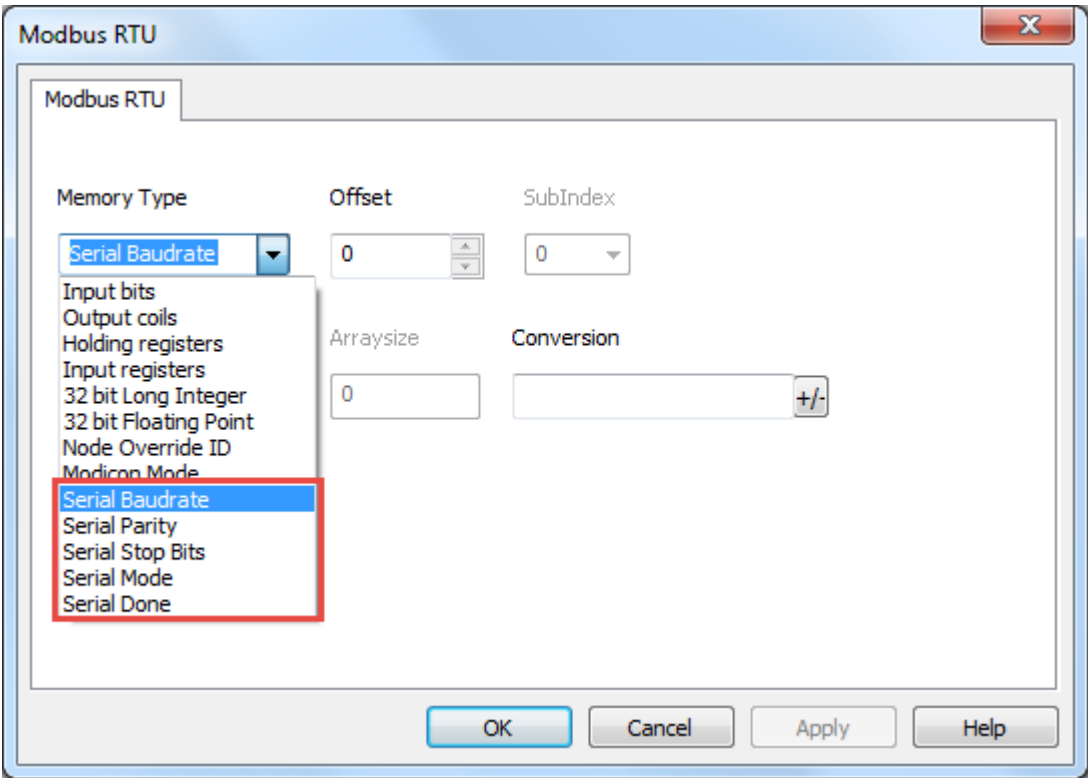 Modbus RTU
Modbus RTU
Memory Type Offset SubIndex
Serial Baudrate 0 0
Input bits
Output coils
Holding registers
Input registers
32 bit Long Integer
32 bit Floating Point
Node Override ID
Modicon Mode
Serial Baudrate
Serial Parity
Serial Stop Bits
Serial Mode
Serial Done
Arraysize Conversion
0 +/-
OK Cancel Apply Help